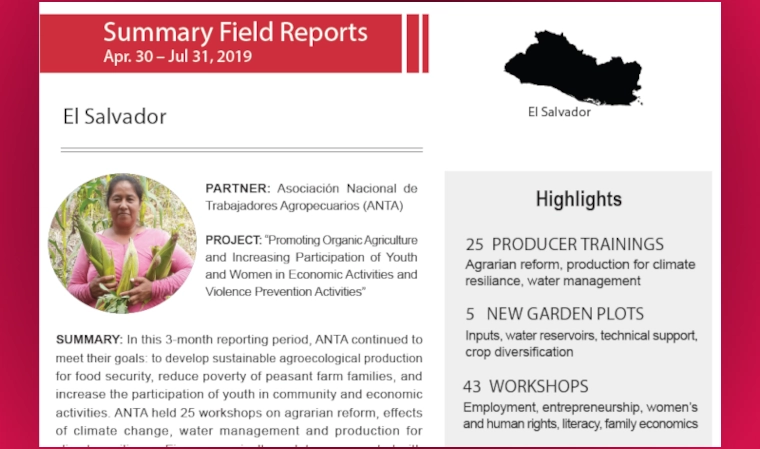 Summary Field Reports
Apr. 30 – Jul 31, 2019
El Salvador
El Salvador
PARTNER: Asociación Nacional de
Trabajadores Agropecuarios (ANTA)
PROJECT: “Promoting Organic Agriculture
and Increasing Participation of Youth
and Women in Economic Activities and
Violence Prevention Activities”
SUMMARY: In this 3-month reporting period, ANTA continued to
meet their goals: to develop sustainable agroecological production
for food security, reduce poverty of peasant farm families, and
increase the participation of youth in community and economic
activities. ANTA held 25 workshops on agrarian reform, effects
of climate change, water management and production for
Highlights
25 PRODUCER TRAININGS
Agrarian reform, production for climate
resiliance, water management
5 NEW GARDEN PLOTS
Inputs, water reservoirs, technical support,
crop diversification
43 WORKSHOPS
Employment, entrepreneurship, women's
and human rights, literacy, family economics